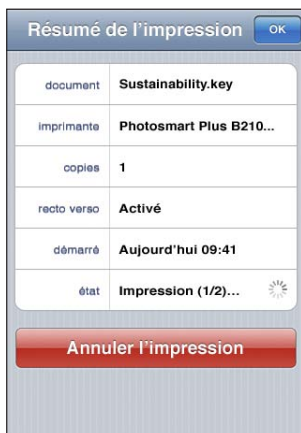 Résumé de l'impression
OK
document Sustainability.key
imprimante Photosmart Plus B210...
copies 1
recto verso Activé
démarré Aujourd'hui 09:41
état Impression (1/2)...
Annuler l'impression